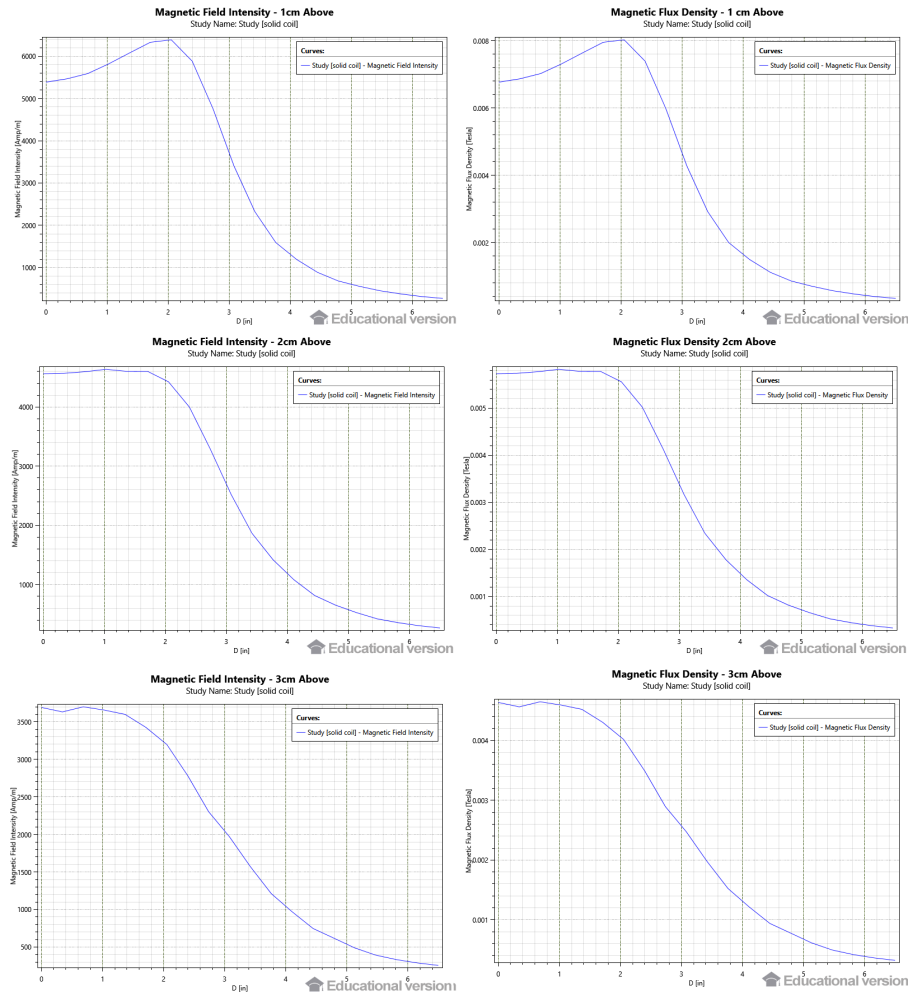 Magnetic Field Intensity - 1cm Above
Study Name: Study [solid coil]
Curves:
Study [solid coil] - Magnetic Field Intensity
Magnetic Field Intensity [Amp/m]
6000
5000
4000
3000
2000
1000
0 1 2 3 4 5 6
D [in]
Educational version
Magnetic Flux Density - 1 cm Above
Study Name: Study [solid coil]
Curves:
Study [solid coil] - Magnetic Flux Density
Magnetic Flux Density [Tesla]
0.008
0.006
0.004
0.002
0 1 2 3 4 5 6
D [in]
Educational version
Magnetic Field Intensity - 2cm Above
Study Name: Study [solid coil]
Curves:
Study [solid coil] - Magnetic Field Intensity
Magnetic Field Intensity [Amp/m]
4000
3000
2000
1000
0 1 2 3 4 5 6
D [in]
Educational version
Magnetic Flux Density 2cm Above
Study Name: Study [solid coil]
Curves:
Study [solid coil] - Magnetic Flux Density
Magnetic Flux Density [Tesla]
0.005
0.004
0.003
0.002
0.001
0 1 2 3 4 5 6
D [in]
Educational version
Magnetic Field Intensity - 3cm Above
Study Name: Study [solid coil]
Curves:
Study [solid coil] - Magnetic Field Intensity
Magnetic Field Intensity [Amp/m]
3500
3000
2500
2000
1500
1000
500
0 1 2 3 4 5 6
D [in]
Educational version
Magnetic Flux Density - 3cm Above
Study Name: Study [solid coil]
Curves:
Study [solid coil] - Magnetic Flux Density
Magnetic Flux Density [Tesla]
0.004
0.003
0.002
0.001
0 1 2 3 4 5 6
D [in]
Educational version